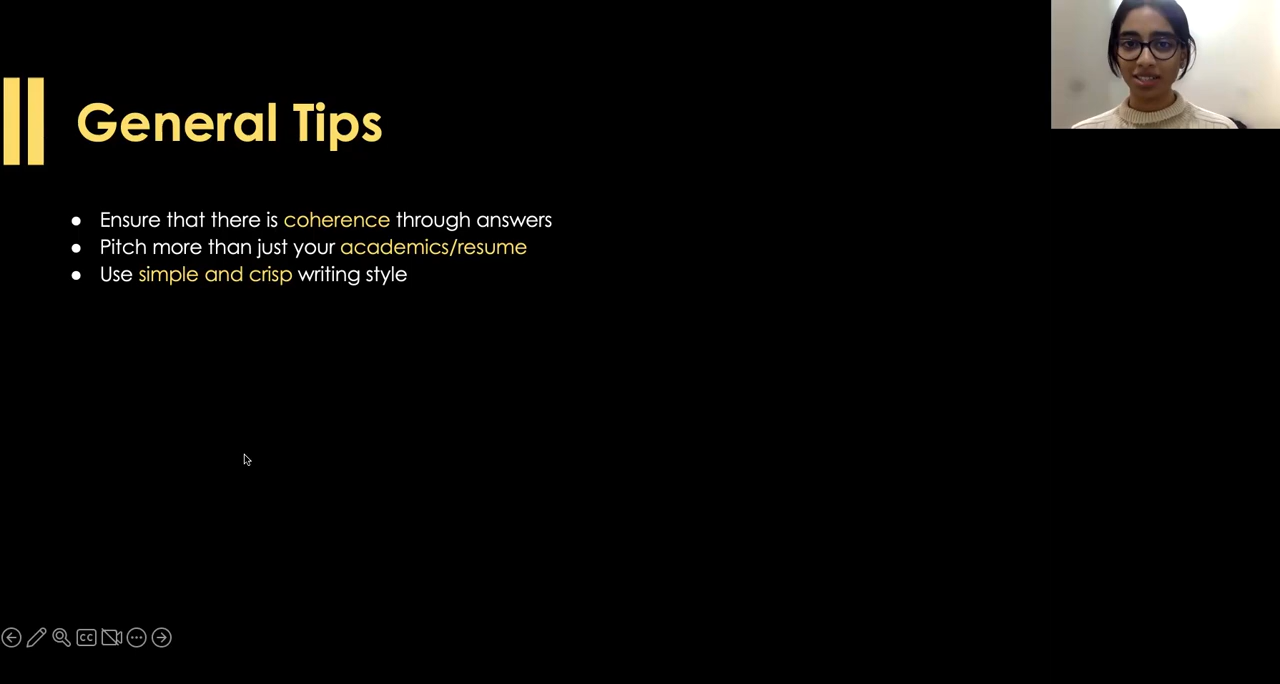 General Tips
● Ensure that there is coherence through answers
● Pitch more than just your academics/resume
● Use simple and crisp writing style
CC